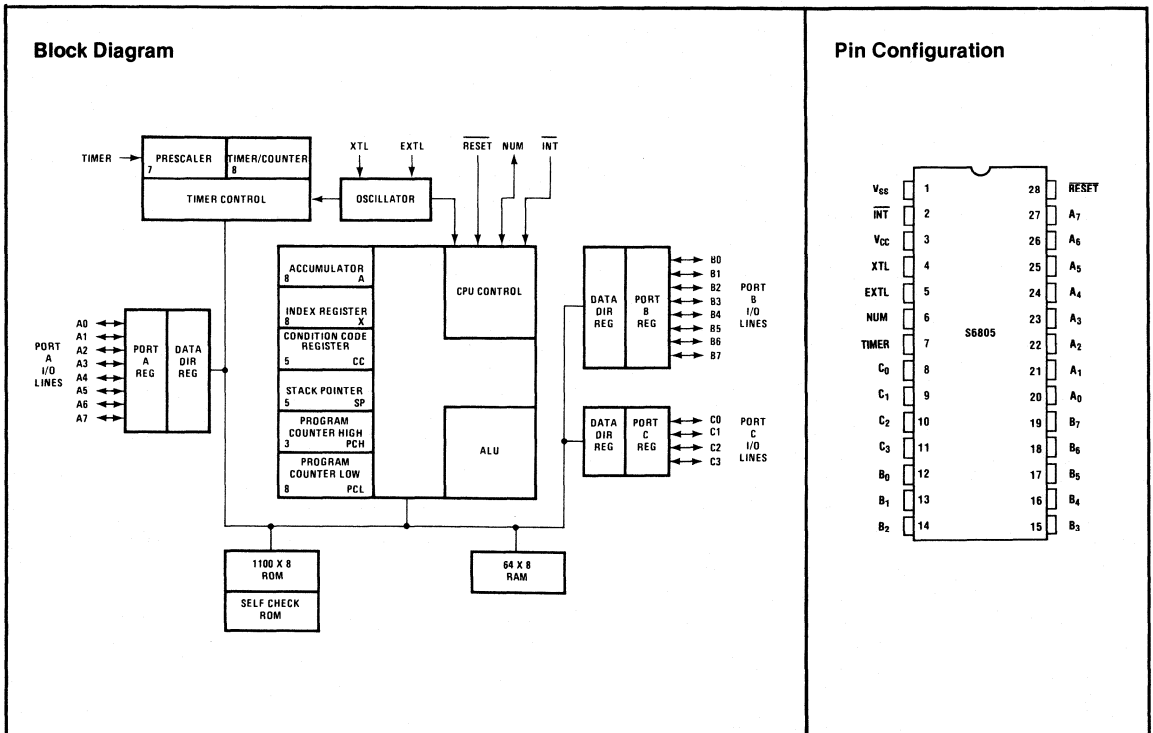 Block Diagram
TIMER
PRESCALER
7
TIMER/COUNTER
8
TIMER CONTROL
XTL
EXTL
OSCILLATOR
RESET
NUM
INT
ACCUMULATOR
8 A
INDEX REGISTER
8 X
CONDITION CODE
REGISTER
5 CC
STACK POINTER
5 SP
PROGRAM
COUNTER HIGH
3 PCH
PROGRAM
COUNTER LOW
8 PCL
CPU CONTROL
ALU
PORT
A
I/O
LINES
A0
A1
A2
A3
A4
A5
A6
A7
PORT
A
REG
DATA
DIR
REG
DATA
DIR
REG
PORT
B
REG
B0
B1
B2
B3
B4
B5
B6
B7
PORT
B
I/O
LINES
DATA
DIR
REG
PORT
C
REG
C0
C1
C2
C3
PORT
C
I/O
LINES
1100 X 8
ROM
SELF CHECK
ROM
64 X 8
RAM
Pin Configuration
VSS 1 28 RESET
INT 2 27 A7
VCC 3 26 A6
XTL 4 25 A5
EXTL 5 24 A4
NUM 6 23 A3
S6805
TIMER 7 22 A2
C0 8 21 A1
C1 9 20 A0
C2 10 19 B7
C3 11 18 B6
B0 12 17 B5
B1 13 16 B4
B2 14 15 B3